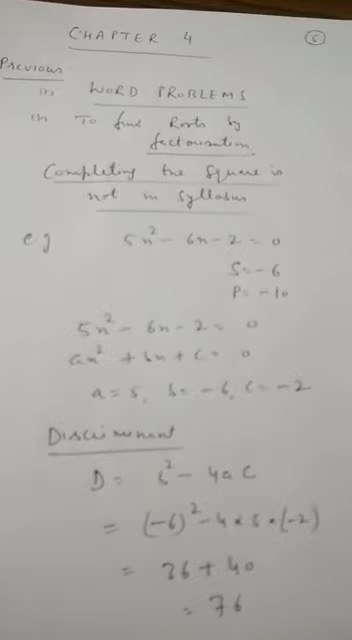 CHAPTER 4
6
PREVIOUS
(i) WORD PROBLEMS
(ii) To find Roots by
factorisation
Completing the Square is
not in Syllabus
eg 5x² - 6x - 2 = 0
S = -6
P = -10
5x² - 6x - 2 = 0
ax² + bx + c = 0
a = 5, b = -6, c = -2
Discriminant
D = b² - 4ac
= (-6)² - 4 × 5 × (-2)
= 36 + 40
= 76